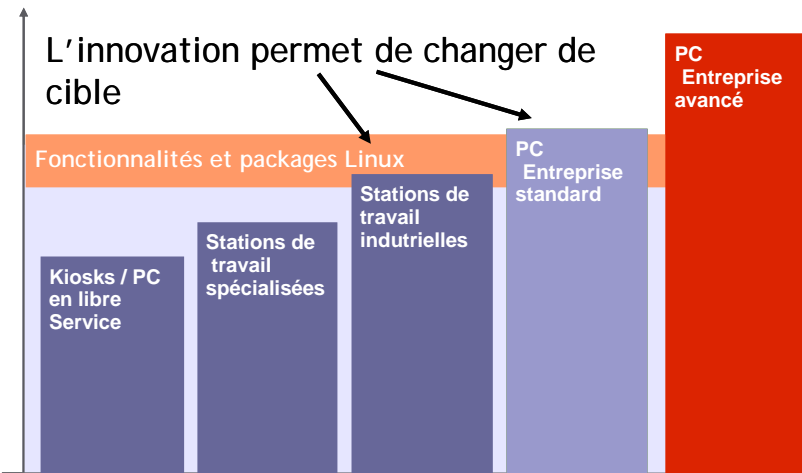 L'innovation permet de changer de
cible
Fonctionnalités et packages Linux
Kiosks / PC
en libre
Service
Stations de
travail
spécialisées
Stations de
travail
indutrielles
PC
Entreprise
standard
PC
Entreprise
avancé